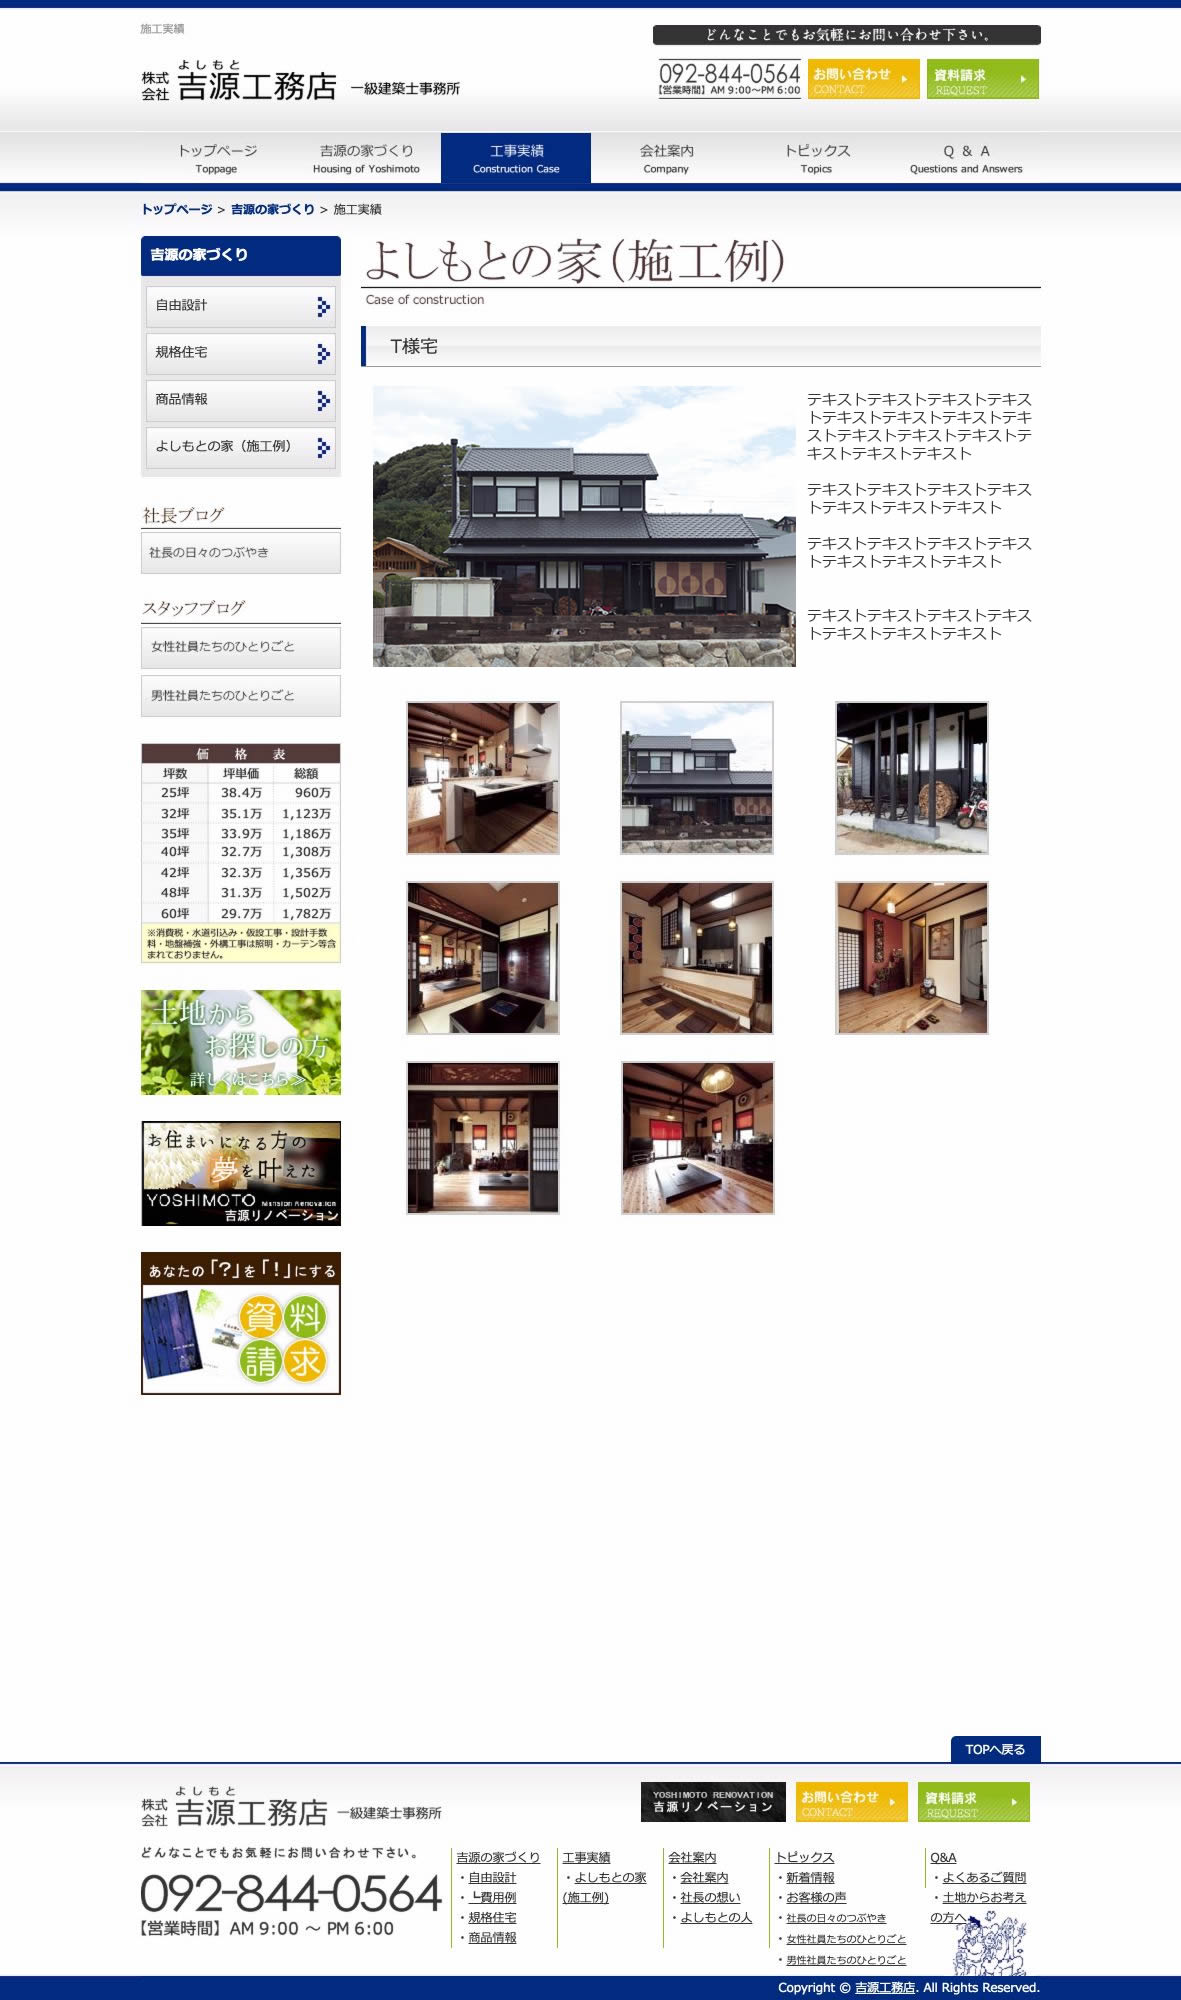 施工実績
どんなことでもお気軽にお問い合わせ下さい。
よしもと
株式会社 吉源工務店 一級建築士事務所
092-844-0564
【営業時間】AM 9:00〜PM 6:00
お問い合わせ
CONTACT
資料請求
REQUEST
トップページ
Toppage
吉源の家づくり
Housing of Yoshimoto
工事実績
Construction Case
会社案内
Company
トピックス
Topics
Q & A
Questions and Answers
トップページ > 吉源の家づくり > 施工実績
吉源の家づくり
自由設計
規格住宅
商品情報
よしもとの家（施工例）
社長ブログ
社長の日々のつぶやき
スタッフブログ
女性社員たちのひとりごと
男性社員たちのひとりごと
価 格 表
坪数 坪単価 総額
25坪 38.4万 960万
32坪 35.1万 1,123万
35坪 33.9万 1,186万
40坪 32.7万 1,308万
42坪 32.3万 1,356万
48坪 31.3万 1,502万
60坪 29.7万 1,782万
※消費税・水道引込み・仮設工事・設計手数
料・地盤補強・外構工事は照明・カーテン等含
まれておりません。
土地から
お探しの方
詳しくはこちら≫
お住まいになる方の
夢を叶えた
YOSHIMOTO Mansion Renovation
吉源リノベーション
あなたの「?」を「!」にする
資料
請求
よしもとの家（施工例）
Case of construction
T様宅
テキストテキストテキストテキス
トテキストテキストテキストテキ
ストテキストテキストテキストテ
キストテキストテキスト
テキストテキストテキストテキス
トテキストテキストテキスト
テキストテキストテキストテキス
トテキストテキストテキスト
テキストテキストテキストテキス
トテキストテキストテキスト
TOPへ戻る
よしもと
株式会社 吉源工務店 一級建築士事務所
YOSHIMOTO RENOVATION
吉源リノベーション
お問い合わせ
CONTACT
資料請求
REQUEST
どんなことでもお気軽にお問い合わせ下さい。
092-844-0564
【営業時間】AM 9:00 〜 PM 6:00
吉源の家づくり
・自由設計
・┗費用例
・規格住宅
・商品情報
工事実績
・よしもとの家
(施工例)
会社案内
・会社案内
・社長の想い
・よしもとの人
トピックス
・新着情報
・お客様の声
・社長の日々のつぶやき
・女性社員たちのひとりごと
・男性社員たちのひとりごと
Q&A
・よくあるご質問
・土地からお考え
の方へ
Copyright © 吉源工務店. All Rights Reserved.